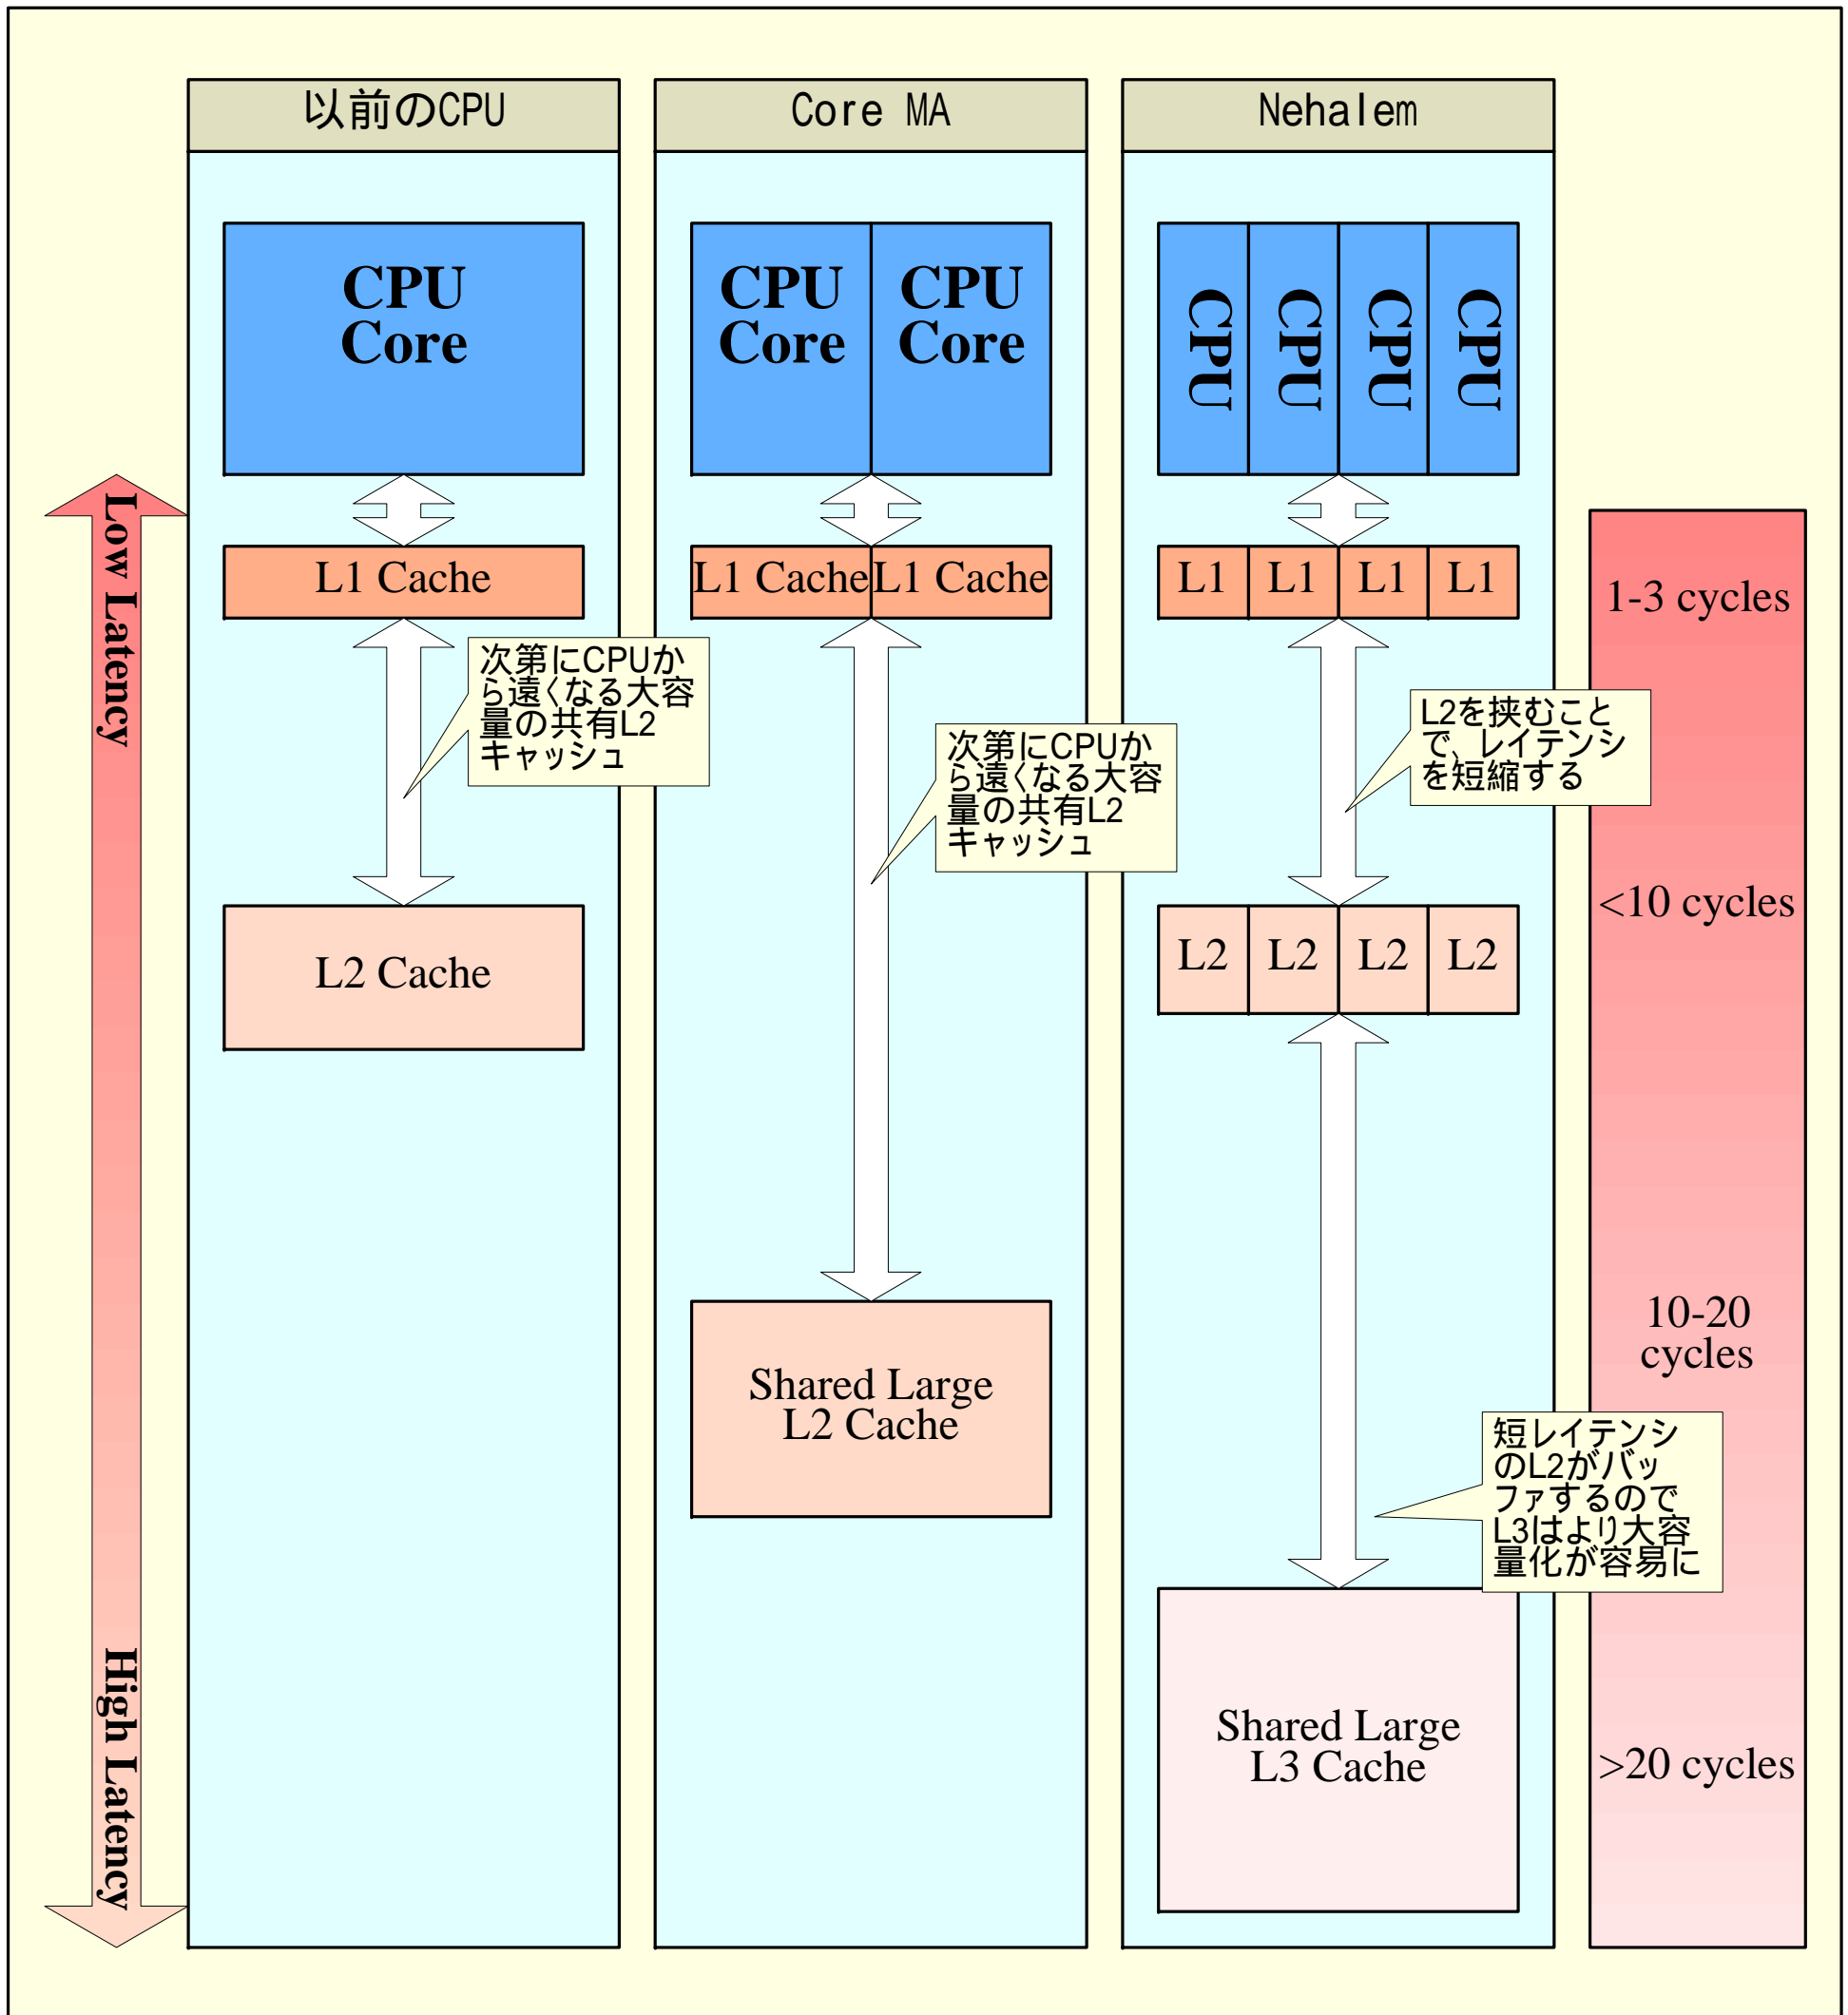 以前のCPU
Core MA
Nehalem
CPU
Core
CPU
Core
CPU
Core
CPU
CPU
CPU
CPU
Low Latency
L1 Cache
L1 Cache
L1 Cache
L1
L1
L1
L1
1-3 cycles
次第にCPUか
ら遠くなる大容
量の共有L2
キャッシュ
次第にCPUか
ら遠くなる大容
量の共有L2
キャッシュ
L2を挟むこと
で、レイテンシ
を短縮する
<10 cycles
L2 Cache
L2
L2
L2
L2
10-20
cycles
Shared Large
L2 Cache
短レイテンシ
のL2がバッ
ファするので
L3はより大容
量化が容易に
High Latency
Shared Large
L3 Cache
>20 cycles